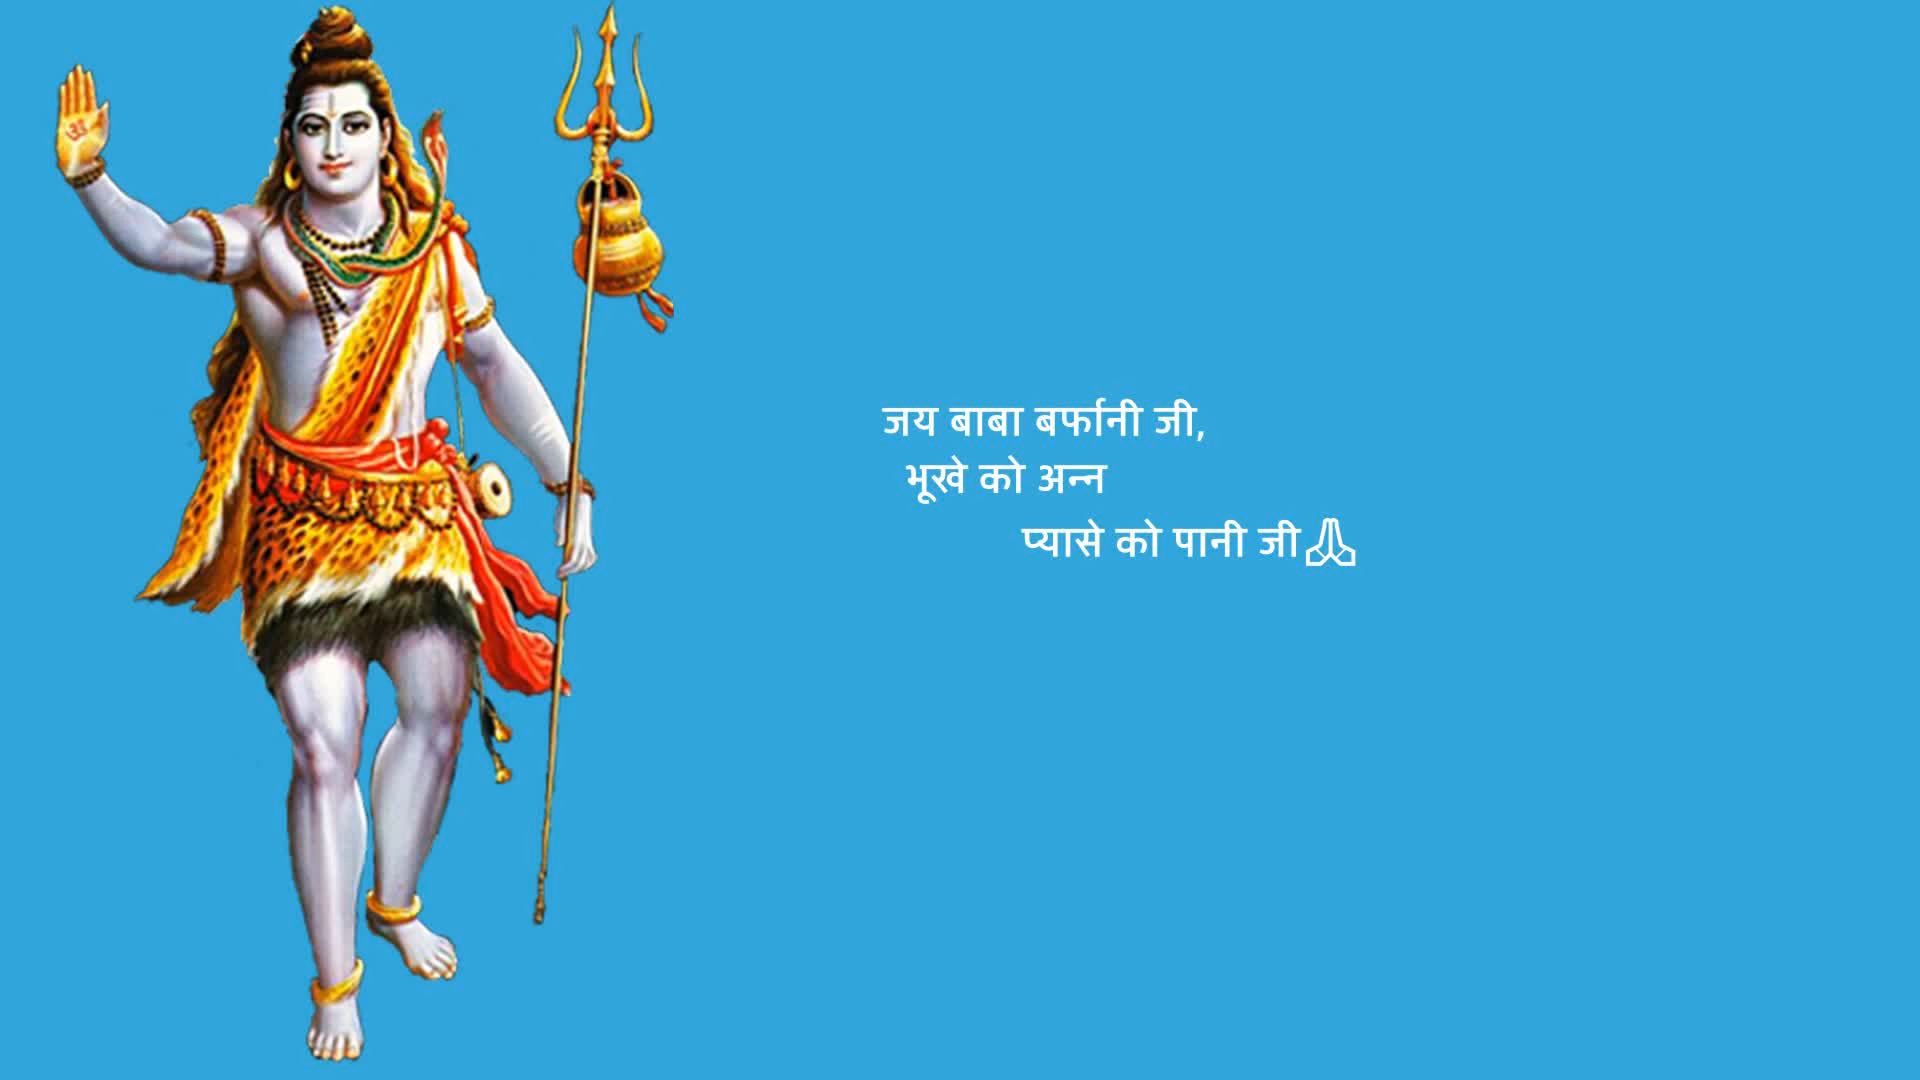 ॐ
जय बाबा बर्फानी जी,
भूखे को अन्न
प्यासे को पानी जी🙏